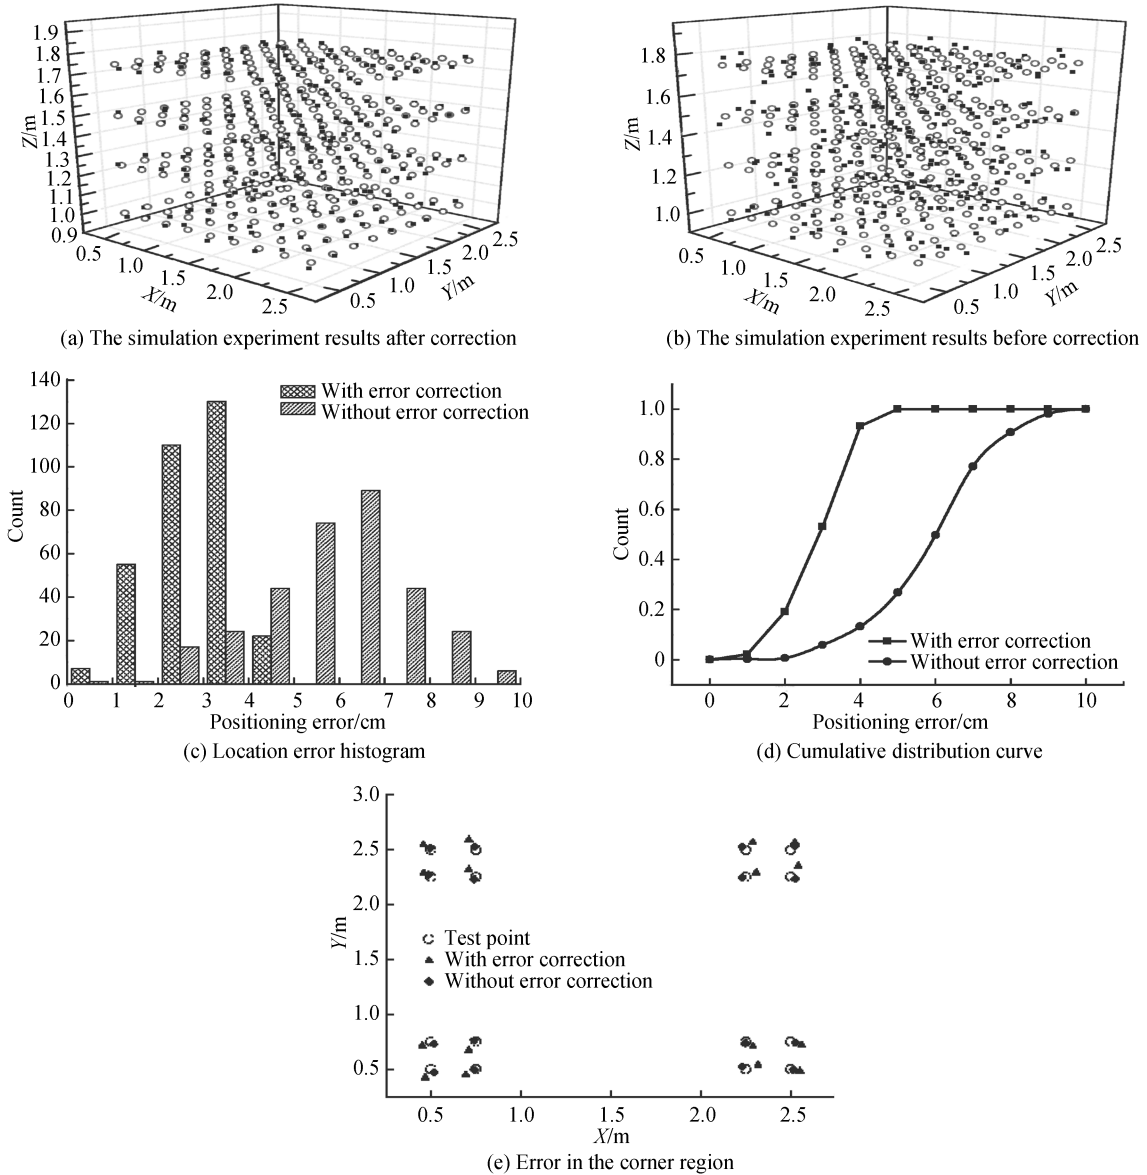 1.9
1.8
1.7
1.6
1.5
1.4
1.3
1.2
1.1
1.0
0.9
Z/m
0.5
1.0
1.5
2.0
2.5
X/m
0.5
1.0
1.5
2.0
2.5
Y/m
(a) The simulation experiment results after correction
1.8
1.6
1.4
1.2
1.0
Z/m
0.5
1.0
1.5
2.0
2.5
X/m
0.5
1.0
1.5
2.0
2.5
Y/m
(b) The simulation experiment results before correction
140
120
100
80
60
40
20
0
Count
With error correction
Without error correction
0 1 2 3 4 5 6 7 8 9 10
Positioning error/cm
(c) Location error histogram
1.0
0.8
0.6
0.4
0.2
0
Count
With error correction
Without error correction
0 2 4 6 8 10
Positioning error/cm
(d) Cumulative distribution curve
3.0
2.5
2.0
1.5
1.0
0.5
Y/m
Test point
With error correction
Without error correction
0.5 1.0 1.5 2.0 2.5
X/m
(e) Error in the corner region